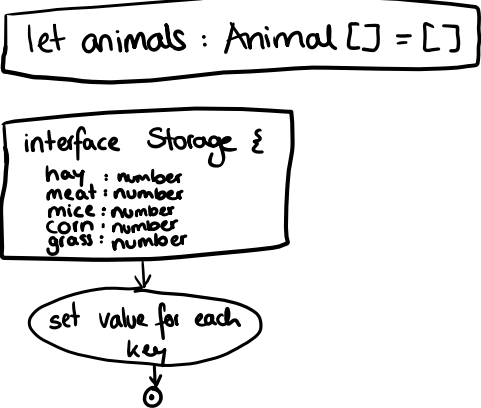 let animals : Animal [] = []
interface Storage {
hay : number
meat : number
mice : number
corn : number
grass : number
set value for each
key